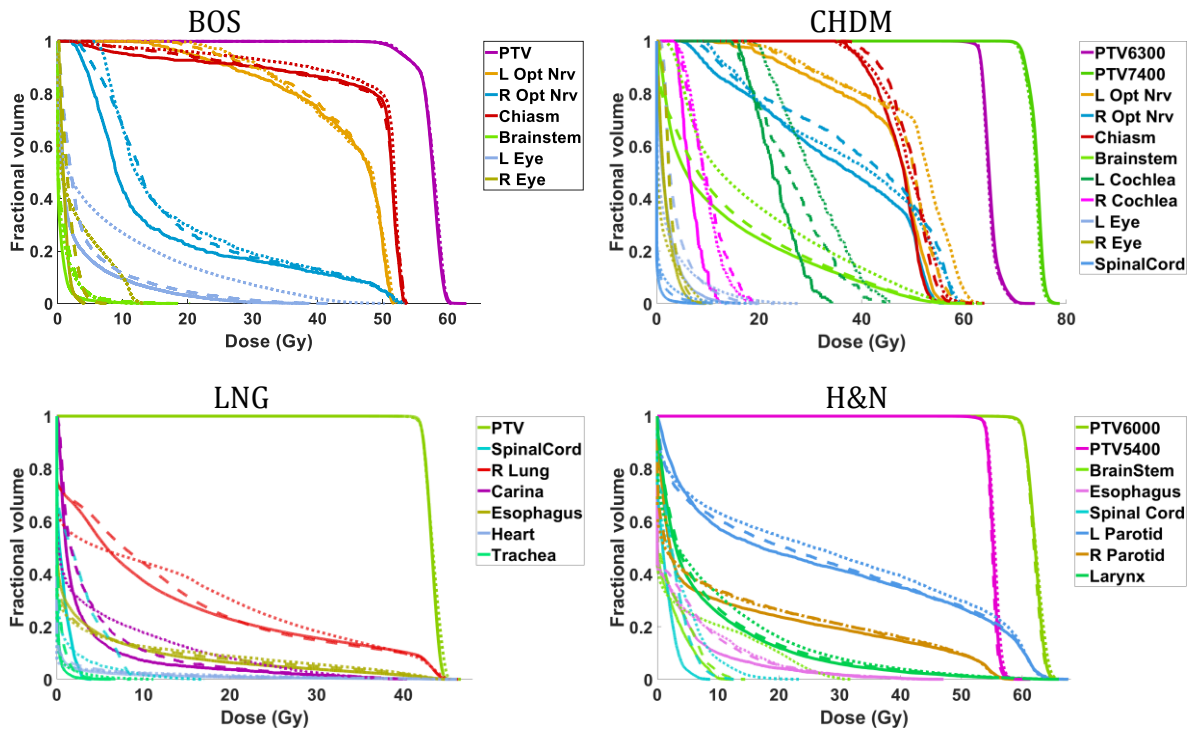 BOS
1
0.8
0.6
0.4
0.2
0
Fractional volume
0 10 20 30 40 50 60
Dose (Gy)
PTV
L Opt Nrv
R Opt Nrv
Chiasm
Brainstem
L Eye
R Eye
CHDM
1
0.8
0.6
0.4
0.2
0
Fractional volume
0 20 40 60 80
Dose (Gy)
PTV6300
PTV7400
L Opt Nrv
R Opt Nrv
Chiasm
Brainstem
L Cochlea
R Cochlea
L Eye
R Eye
SpinalCord
LNG
1
0.8
0.6
0.4
0.2
0
Fractional volume
0 10 20 30 40
Dose (Gy)
PTV
SpinalCord
R Lung
Carina
Esophagus
Heart
Trachea
H&N
1
0.8
0.6
0.4
0.2
0
Fractional volume
0 10 20 30 40 50 60
Dose (Gy)
PTV6000
PTV5400
BrainStem
Esophagus
Spinal Cord
L Parotid
R Parotid
Larynx